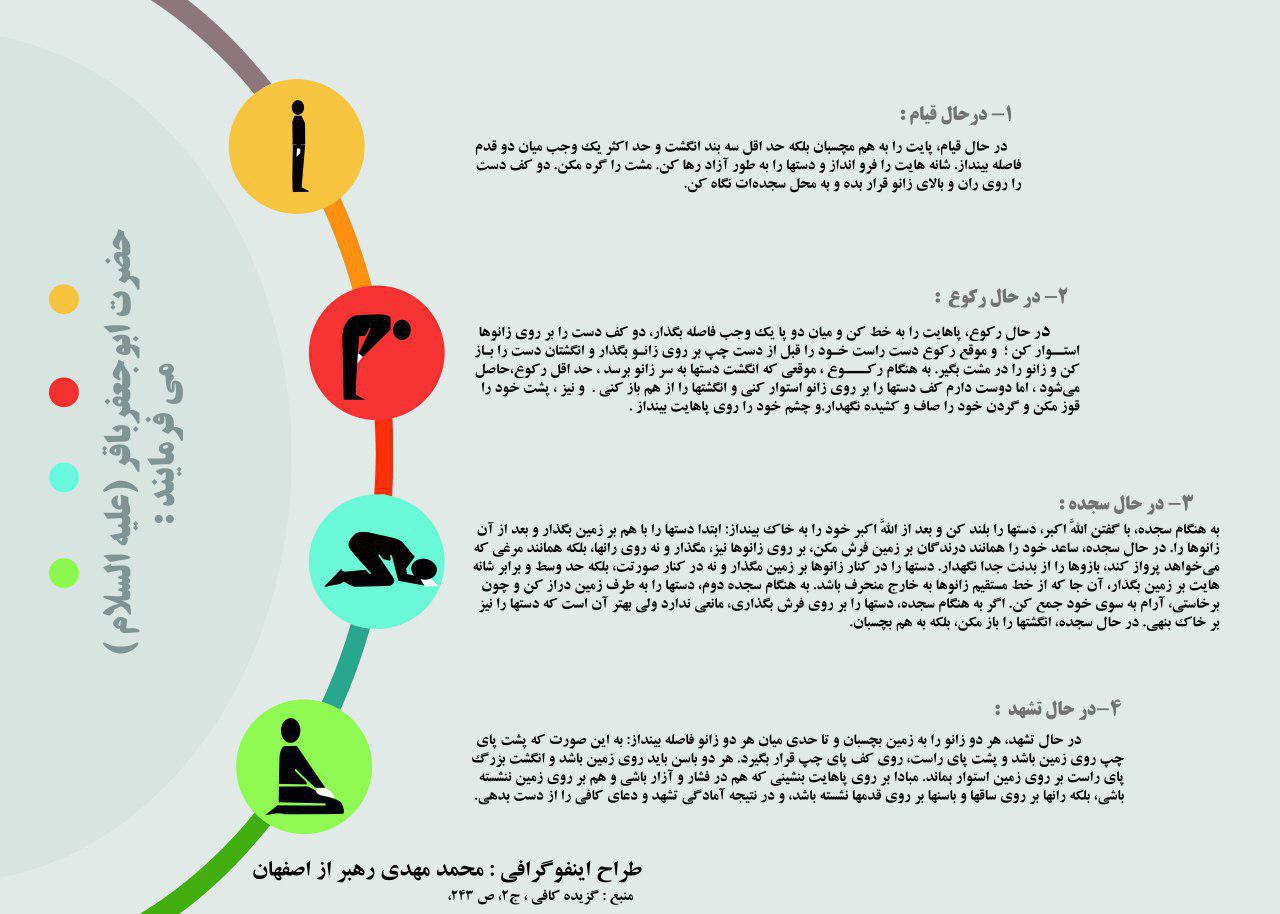 حضرت ابوجعفر باقر (علیه السلام)
می فرمایند :
۱- درحال قیام :
در حال قیام، پایت را به هم مچسبان بلکه حد اقل سه بند انگشت و حد اکثر یک وجب میان دو قدم
فاصله بینداز. شانه هایت را فرو انداز و دستها را به طور آزاد رها کن. مشت را گره مکن. دو کف دست
را روی ران و بالای زانو قرار بده و به محل سجده‌ات نگاه کن.
۲- در حال رکوع :
در حال رکوع، پاهایت را به خط کن و میان دو پا یک وجب فاصله بگذار، دو کف دست را بر روی زانوها
استـــوار کن ؛ و موقع رکوع دست راست خـود را قبل از دست چپ بر روی زانـو بگذار و انگشتان دست را بـاز
کن و زانو را در مشت بگیر. به هنگام رکـــــوع ، موقعی که انگشت دستها به سر زانو برسد ، حد اقل رکوع،حاصل
می‌شود ، اما دوست دارم کف دستها را بر روی زانو استوار کنی و انگشتها را از هم باز کنی . و نیز ، پشت خود را
قوز مکن و گردن خود را صاف و کشیده نگهدار.و چشم خود را روی پاهایت بینداز .
۳- در حال سجده :
به هنگام سجده، با گفتن اللهَ اکبر، دستها را بلند کن و بعد از اللهَ اکبر خود را به خاک بینداز: ابتدا دستها را با هم بر زمین بگذار و بعد از آن
زانوها را. در حال سجده، ساعد خود را همانند درندگان بر زمین فرش مکن، بر روی زانوها نیز، مگذار و نه روی رانها، بلکه همانند مرغی که
می‌خواهد پرواز کند، بازوها را از بدنت جدا نگهدار. دستها را در کنار زانوها بر زمین مگذار و نه در کنار صورتت، بلکه حد وسط و برابر شانه
هایت بر زمین بگذار، آن جا که از خط مستقیم زانوها به خارج منحرف باشد. به هنگام سجده دوم، دستها را به طرف زمین دراز کن و چون
برخاستی، آرام به سوی خود جمع کن. اگر به هنگام سجده، دستها را بر روی فرش بگذاری، مانعی ندارد ولی بهتر آن است که دستها را نیز
بر خاک بنهی. در حال سجده، انگشتها را باز مکن، بلکه به هم بچسبان.
۴-در حال تشهد :
در حال تشهد، هر دو زانو را به زمین بچسبان و تا حدی میان هر دو زانو فاصله بینداز: به این صورت که پشت پای
چپ روی زمین باشد و پشت پای راست، روی کف پای چپ قرار بگیرد. هر دو باسن باید روی زمین باشد و انگشت بزرگ
پای راست بر روی زمین استوار بماند. مبادا بر روی پاهایت بنشینی که هم در فشار و آزار باشی و هم بر روی زمین ننشسته
باشی، بلکه رانها بر روی ساقها و باسنها بر روی قدمها نشسته باشد، و در نتیجه آمادگی تشهد و دعای کافی را از دست بدهی.
طراح اینفوگرافی : محمد مهدی رهبر از اصفهان
منبع : گزیده کافی ، ج۲، ص ۲۴۳،